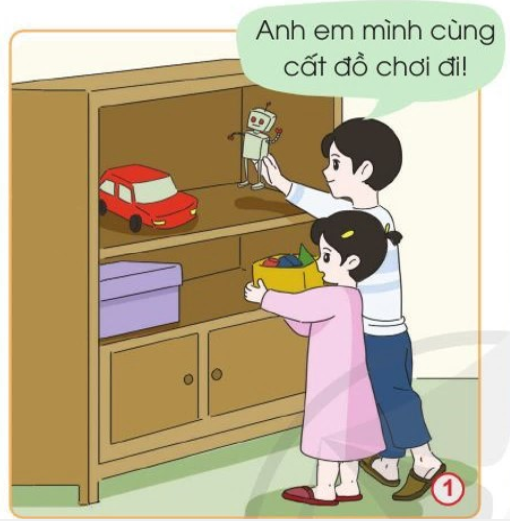 Anh em mình cùng
cất đồ chơi đi!
1